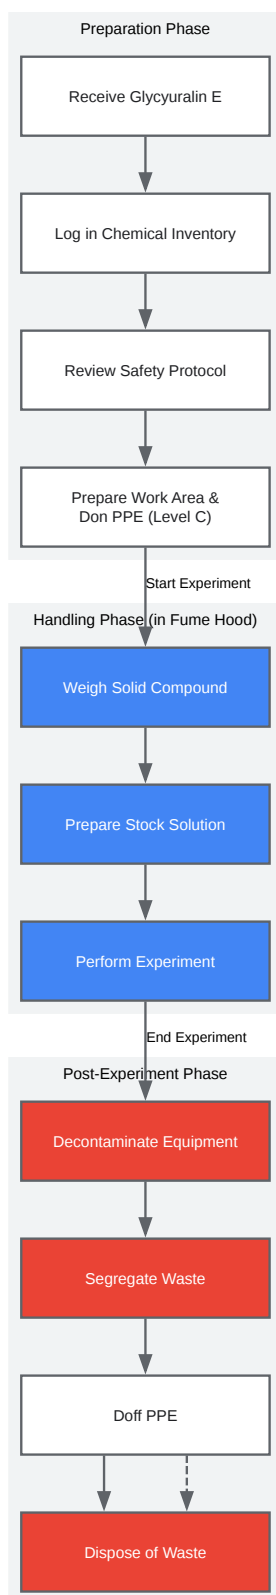 Preparation Phase
Receive Glycyuralin E
Log in Chemical Inventory
Review Safety Protocol
Prepare Work Area &
Don PPE (Level C)
Start Experiment
Handling Phase (in Fume Hood)
Weigh Solid Compound
Prepare Stock Solution
Perform Experiment
End Experiment
Post-Experiment Phase
Decontaminate Equipment
Segregate Waste
Doff PPE
Dispose of Waste